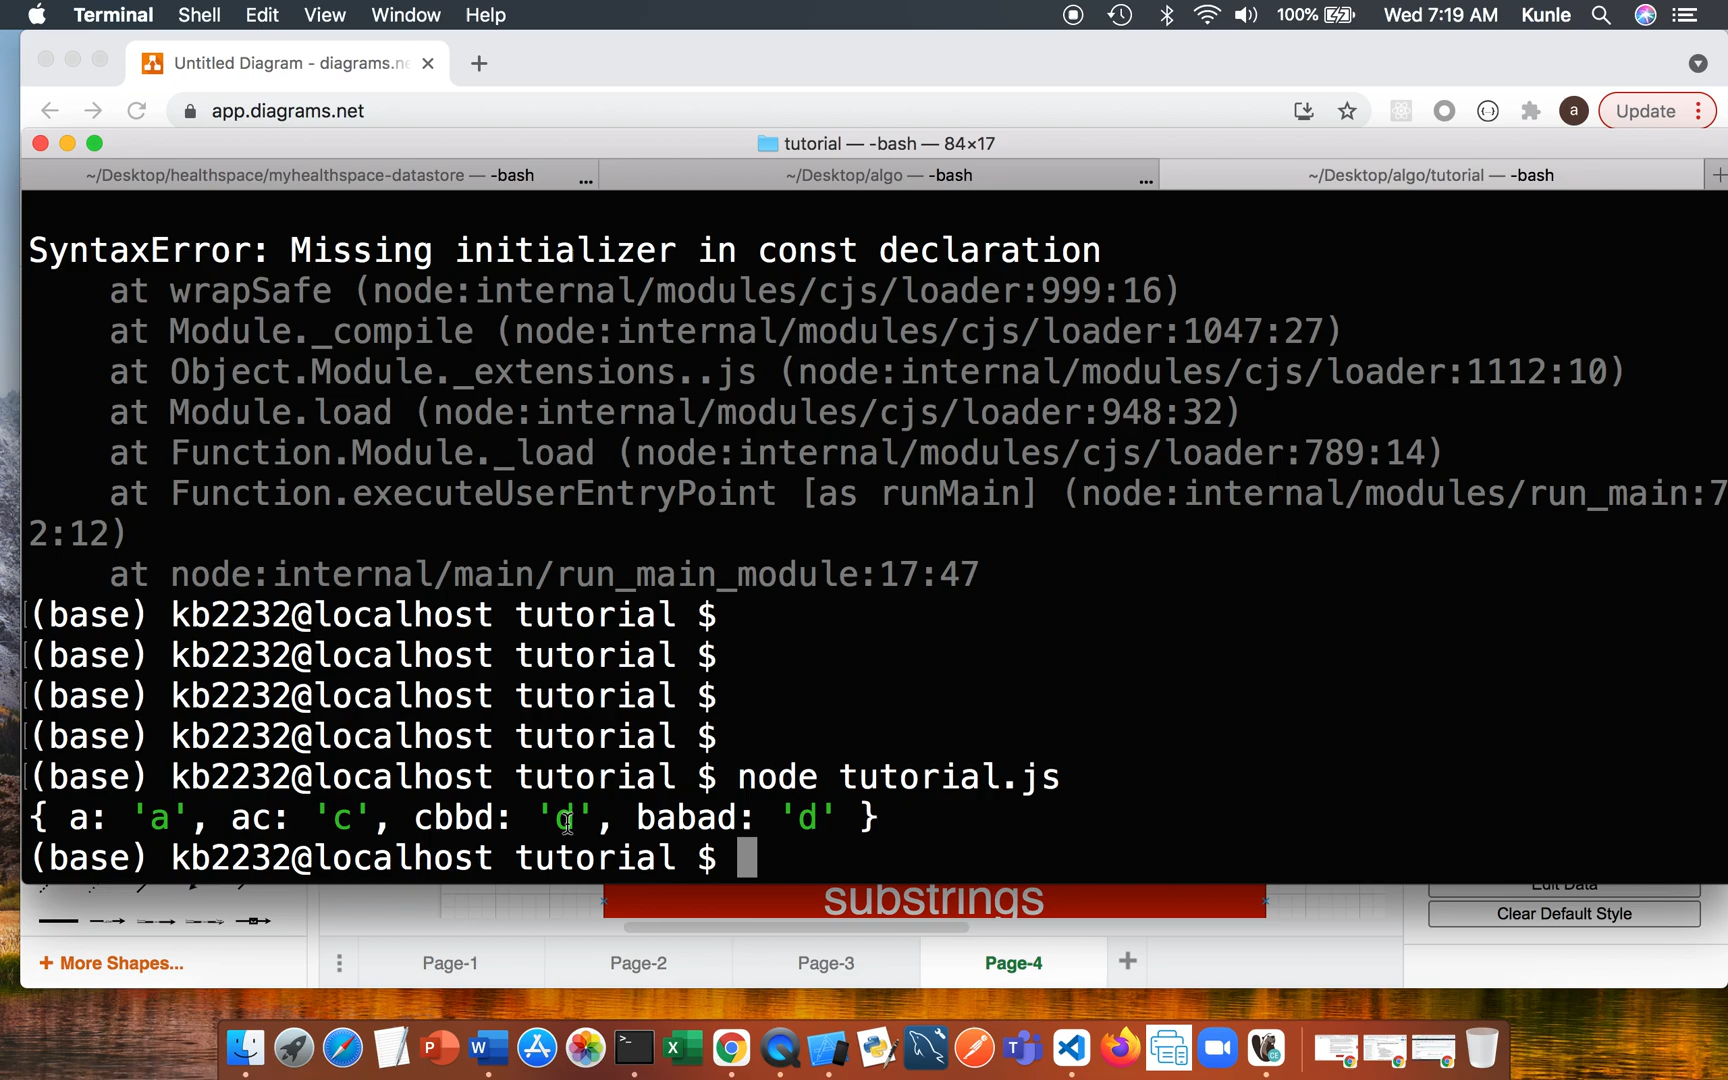 Terminal Shell Edit View Window Help 100% Wed 7:19 AM Kunle
Untitled Diagram - diagrams.ne
app.diagrams.net a Update
tutorial — -bash — 84×17
~/Desktop/healthspace/myhealthspace-datastore — -bash ... ~/Desktop/algo — -bash ... ~/Desktop/algo/tutorial — -bash
SyntaxError: Missing initializer in const declaration
at wrapSafe (node:internal/modules/cjs/loader:999:16)
at Module._compile (node:internal/modules/cjs/loader:1047:27)
at Object.Module._extensions..js (node:internal/modules/cjs/loader:1112:10)
at Module.load (node:internal/modules/cjs/loader:948:32)
at Function.Module._load (node:internal/modules/cjs/loader:789:14)
at Function.executeUserEntryPoint [as runMain] (node:internal/modules/run_main:7
2:12)
at node:internal/main/run_main_module:17:47
(base) kb2232@localhost tutorial $
(base) kb2232@localhost tutorial $
(base) kb2232@localhost tutorial $
(base) kb2232@localhost tutorial $
(base) kb2232@localhost tutorial $ node tutorial.js
{ a: 'a', ac: 'c', cbbd: 'd', babad: 'd' }
(base) kb2232@localhost tutorial $
substrings
Edit Data
Clear Default Style
+ More Shapes... Page-1 Page-2 Page-3 Page-4